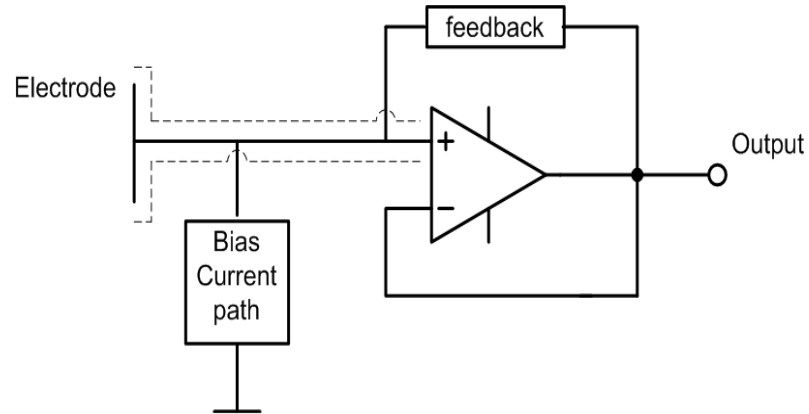 feedback
Electrode
+
Output
−
Bias
Current
path